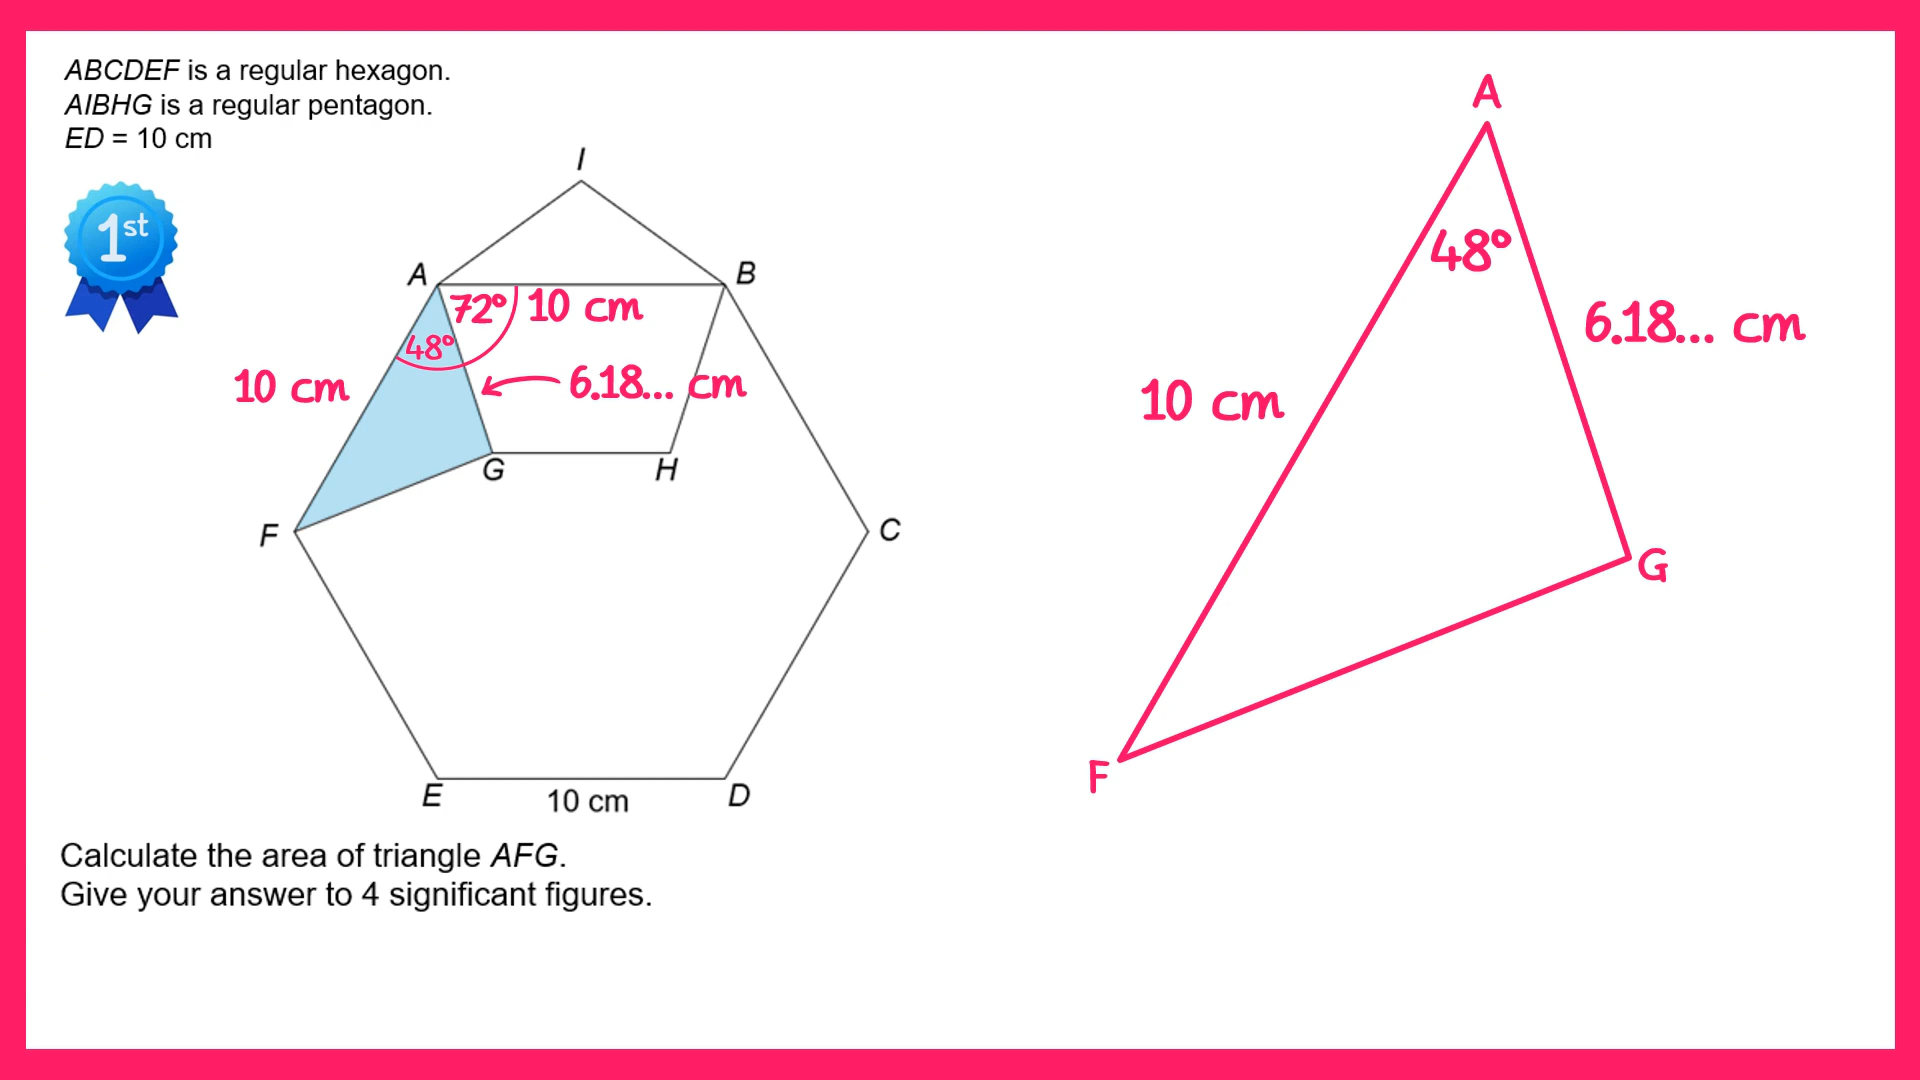 ABCDEF is a regular hexagon.
AIBHG is a regular pentagon.
ED = 10 cm
1st
I
A
B
72°
10 cm
48°
10 cm
6.18... cm
G
H
F
C
E
10 cm
D
Calculate the area of triangle AFG.
Give your answer to 4 significant figures.
A
48°
6.18... cm
10 cm
G
F